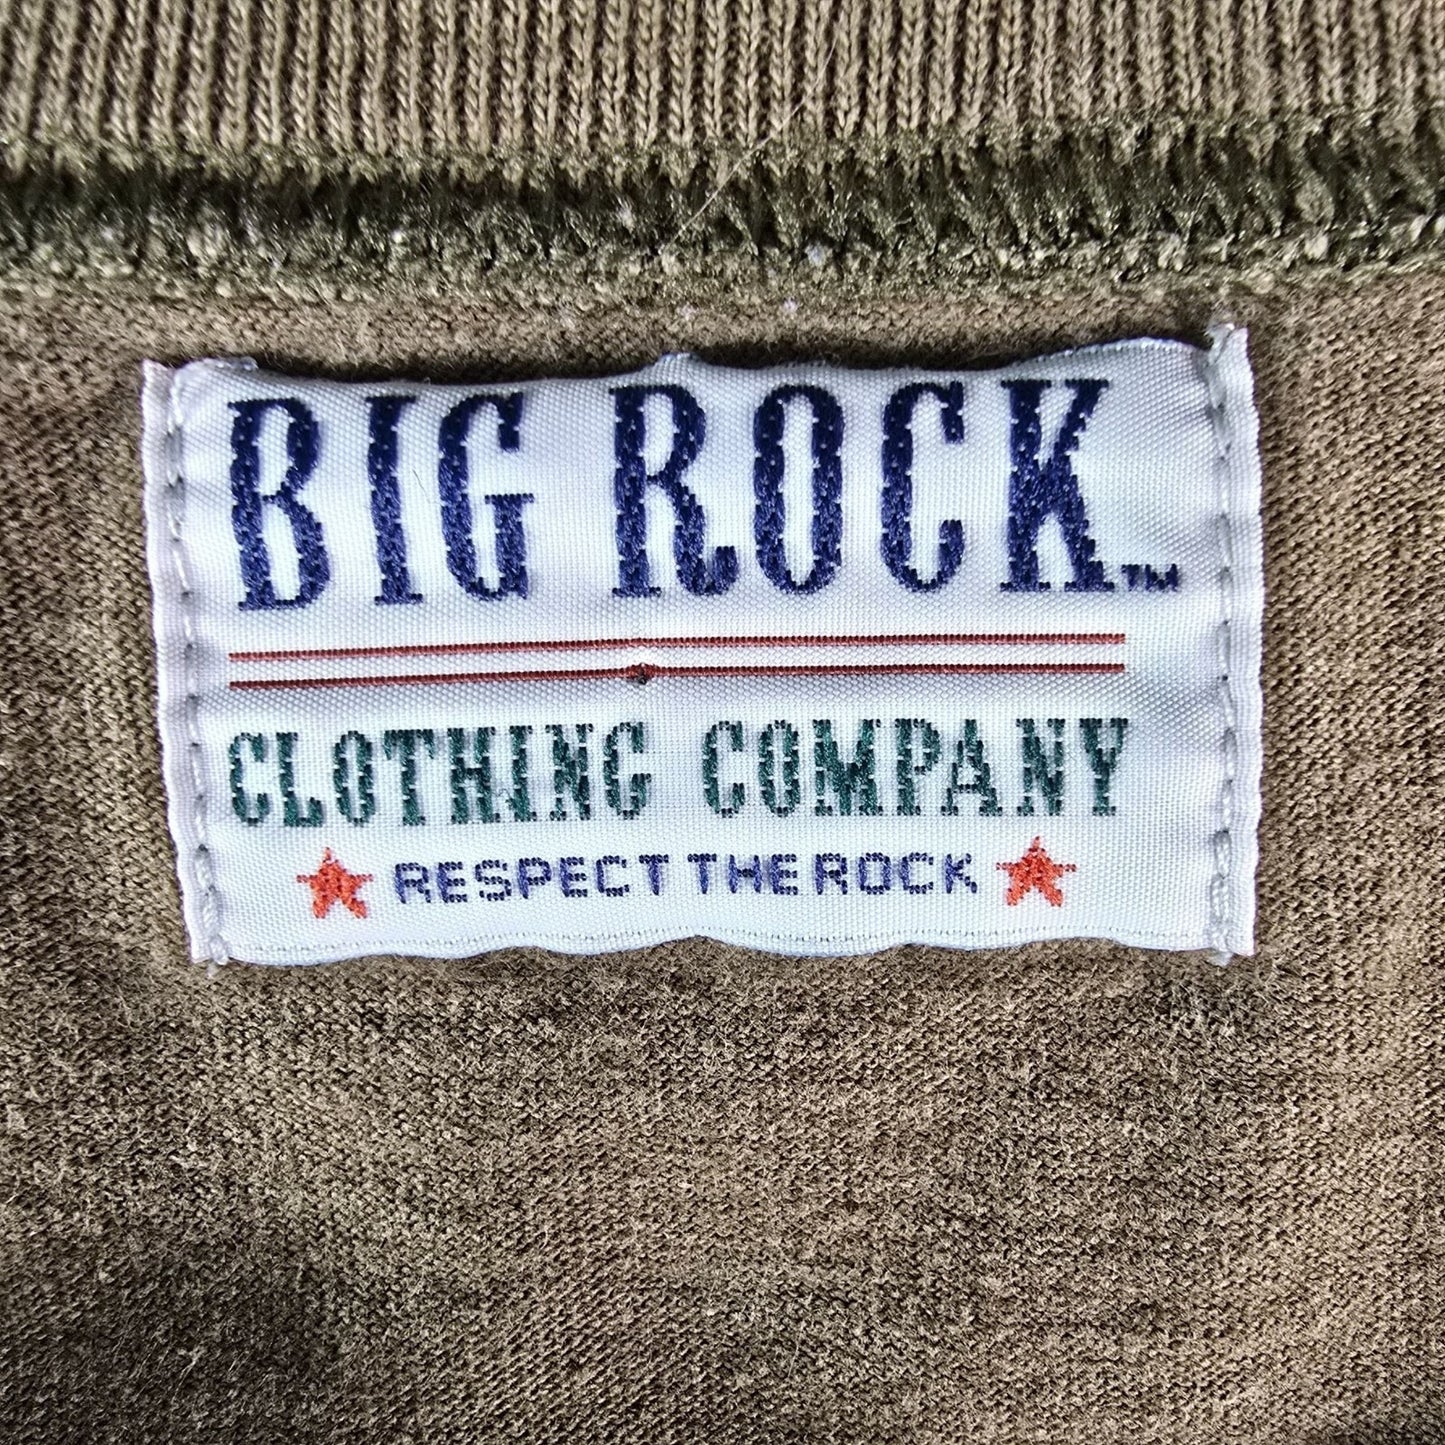 BIG ROCK™
CLOTHING COMPANY
★ RESPECT THE ROCK ★